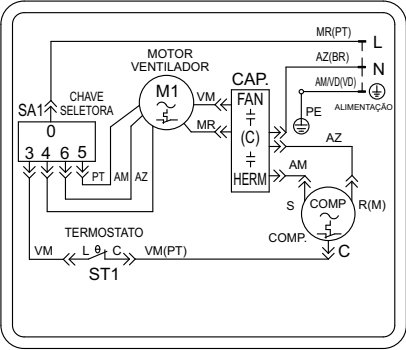 MR(PT)
L
AZ(BR)
N
AM/VD(VD)
ALIMENTAÇÃO
PE
MOTOR
VENTILADOR
M1
CAP.
FAN
(C)
HERM
VM
MR
CHAVE
SELETORA
SA1
0
3 4 6 5
PT AM AZ
AZ
AM
S
COMP
R(M)
COMP.
C
TERMOSTATO
VM
L θ C
VM(PT)
ST1